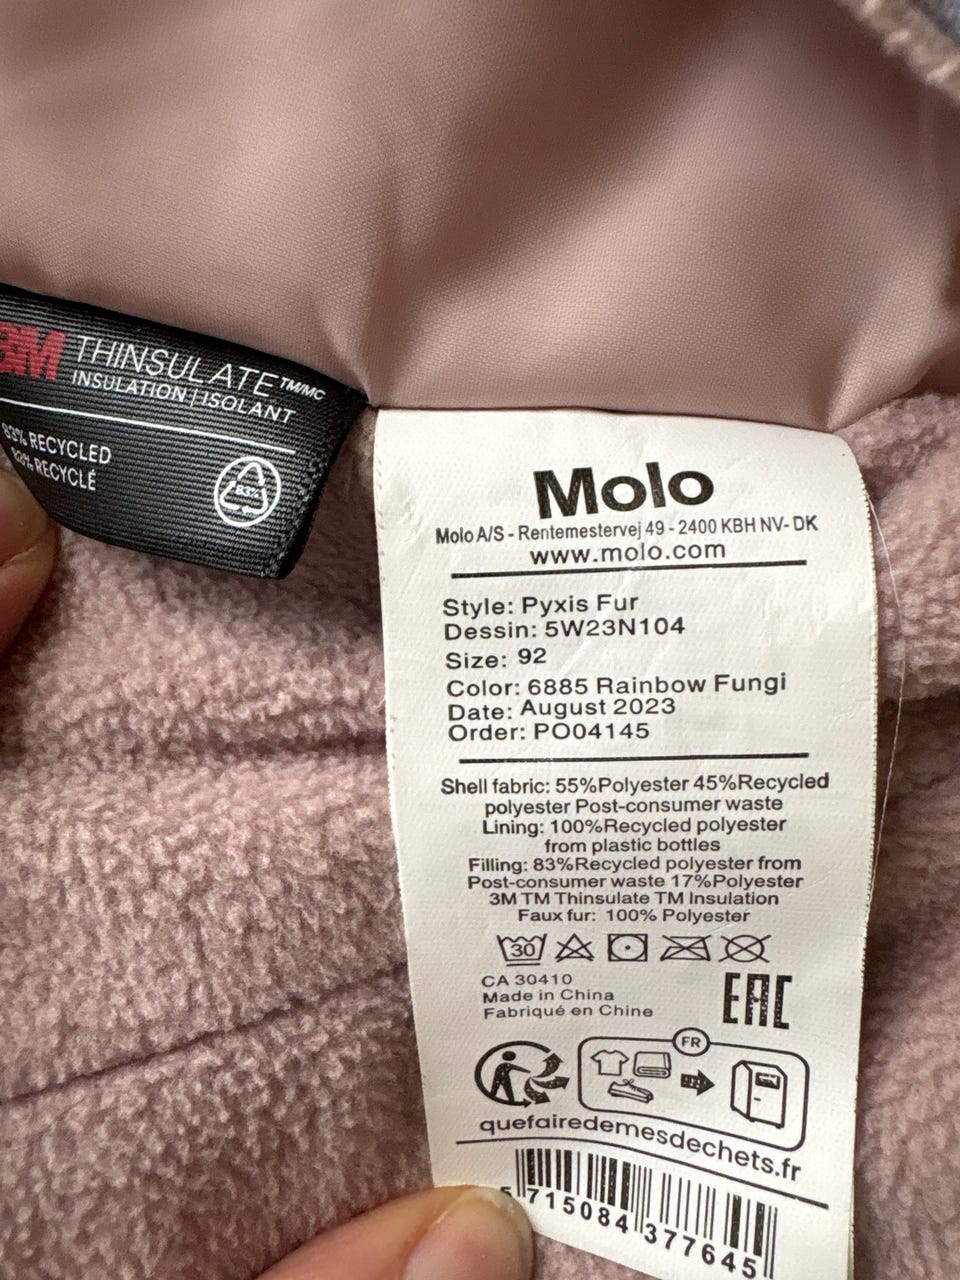 3M THINSULATE™/MC
INSULATION | ISOLANT
83% RECYCLED
83% RECYCLÉ
83%
Molo
Molo A/S - Rentemestervej 49 - 2400 KBH NV- DK
www.molo.com
Style: Pyxis Fur
Dessin: 5W23N104
Size: 92
Color: 6885 Rainbow Fungi
Date: August 2023
Order: PO04145
Shell fabric: 55%Polyester 45%Recycled
polyester Post-consumer waste
Lining: 100%Recycled polyester
from plastic bottles
Filling: 83%Recycled polyester from
Post-consumer waste 17%Polyester
3M TM Thinsulate TM Insulation
Faux fur: 100% Polyester
30
CA 30410
Made in China
Fabriqué en Chine
EAC
FR
quefairedemesdechets.fr
5 715084 377645